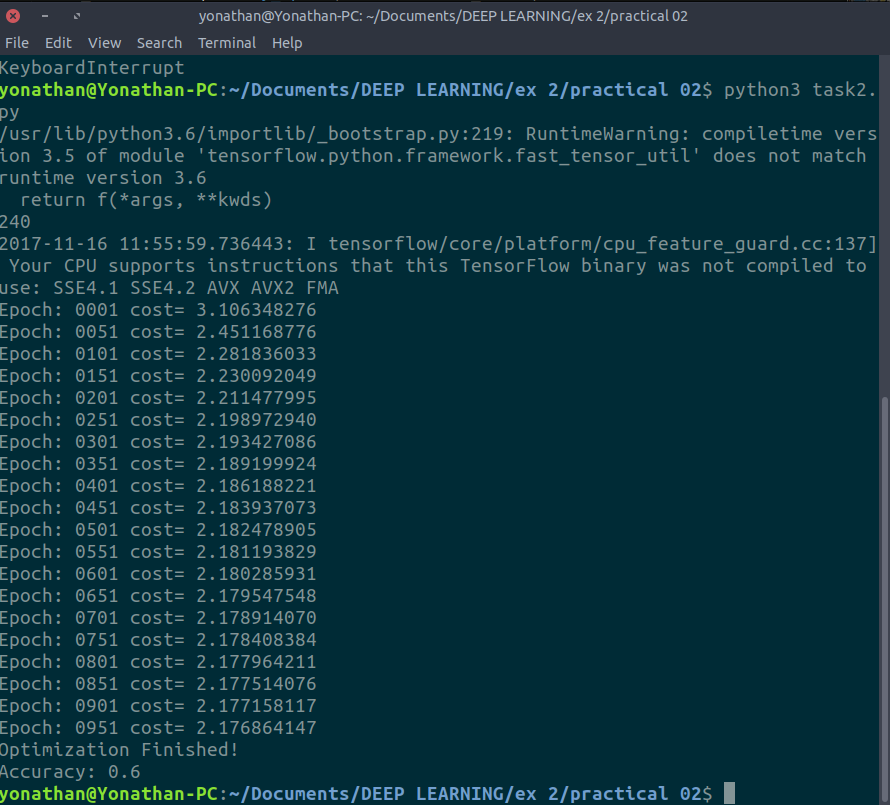 yonathan@Yonathan-PC: ~/Documents/DEEP LEARNING/ex 2/practical 02
File Edit View Search Terminal Help
KeyboardInterrupt
yonathan@Yonathan-PC:~/Documents/DEEP LEARNING/ex 2/practical 02$ python3 task2.
py
/usr/lib/python3.6/importlib/_bootstrap.py:219: RuntimeWarning: compiletime vers
ion 3.5 of module 'tensorflow.python.framework.fast_tensor_util' does not match
runtime version 3.6
  return f(*args, **kwds)
240
2017-11-16 11:55:59.736443: I tensorflow/core/platform/cpu_feature_guard.cc:137]
 Your CPU supports instructions that this TensorFlow binary was not compiled to
use: SSE4.1 SSE4.2 AVX AVX2 FMA
Epoch: 0001 cost= 3.106348276
Epoch: 0051 cost= 2.451168776
Epoch: 0101 cost= 2.281836033
Epoch: 0151 cost= 2.230092049
Epoch: 0201 cost= 2.211477995
Epoch: 0251 cost= 2.198972940
Epoch: 0301 cost= 2.193427086
Epoch: 0351 cost= 2.189199924
Epoch: 0401 cost= 2.186188221
Epoch: 0451 cost= 2.183937073
Epoch: 0501 cost= 2.182478905
Epoch: 0551 cost= 2.181193829
Epoch: 0601 cost= 2.180285931
Epoch: 0651 cost= 2.179547548
Epoch: 0701 cost= 2.178914070
Epoch: 0751 cost= 2.178408384
Epoch: 0801 cost= 2.177964211
Epoch: 0851 cost= 2.177514076
Epoch: 0901 cost= 2.177158117
Epoch: 0951 cost= 2.176864147
Optimization Finished!
Accuracy: 0.6
yonathan@Yonathan-PC:~/Documents/DEEP LEARNING/ex 2/practical 02$